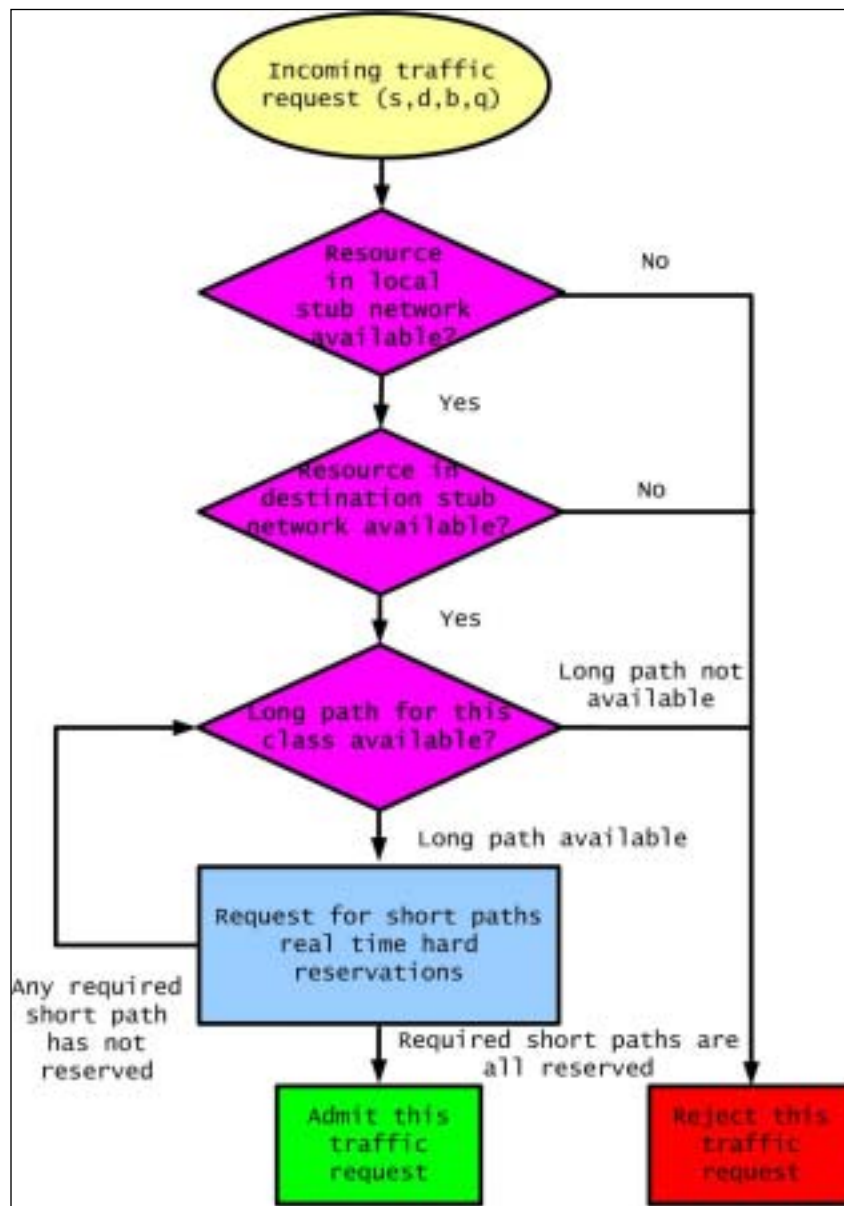 Incoming traffic
request (s,d,b,q)
Resource
in local
stub network
available?
No
Yes
Resource in
destination stub
network available?
No
Yes
Long path not
available
Long path for this
class available?
Long path available
Request for short paths
real time hard
reservations
Any required
short path
has not
reserved
Required short paths are
all reserved
Admit this
traffic
request
Reject this
traffic
request